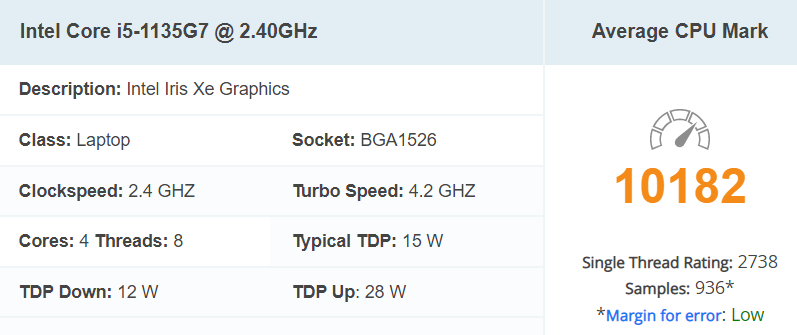 Intel Core i5-1135G7 @ 2.40GHz
Average CPU Mark
Description: Intel Iris Xe Graphics
Class: Laptop
Socket: BGA1526
Clockspeed: 2.4 GHZ
Turbo Speed: 4.2 GHZ
Cores: 4 Threads: 8
Typical TDP: 15 W
TDP Down: 12 W
TDP Up: 28 W
10182
Single Thread Rating: 2738
Samples: 936*
*Margin for error: Low